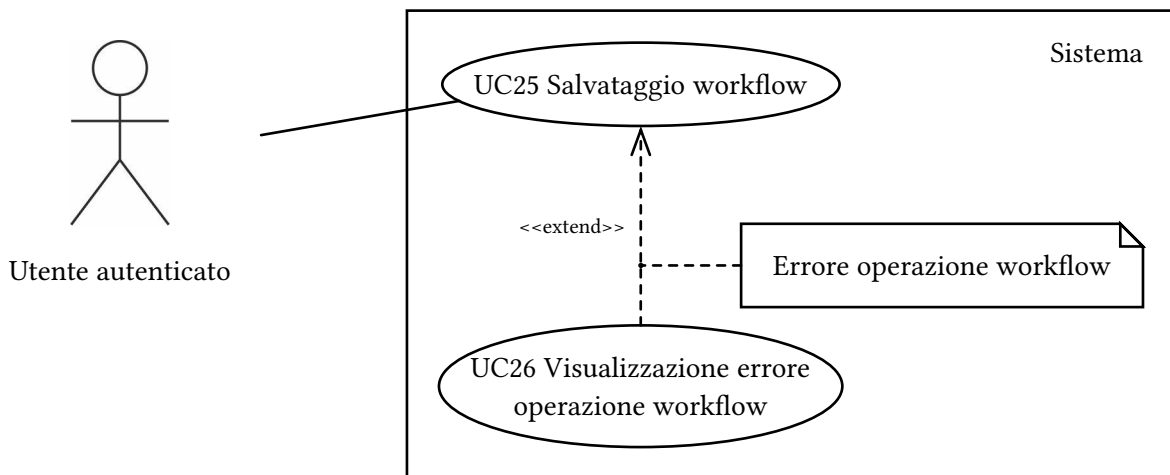 Sistema
UC25 Salvataggio workflow
<<extend>>
Errore operazione workflow
Utente autenticato
UC26 Visualizzazione errore
operazione workflow